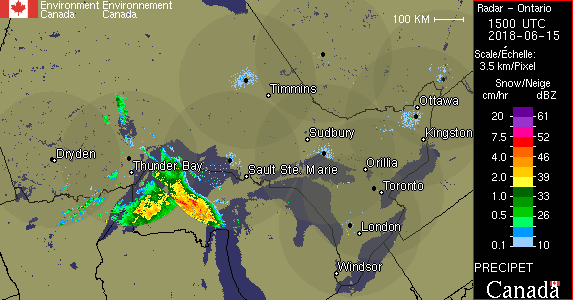 Environment Environnement
Canada Canada
100 KM
Timmins
Ottawa
Sudbury
Kingston
Dryden
Thunder Bay
Sault Ste. Marie
Orillia
Toronto
London
Windsor
Radar - Ontario
1500 UTC
2018-06-15
Scale/Échelle:
3.5 km/Pixel
Snow/Neige
cm/hr dBZ
20 61
7.5 52
4.0 46
2.0 39
1.0 33
0.5 26
0.1 10
PRECIPET
Canada